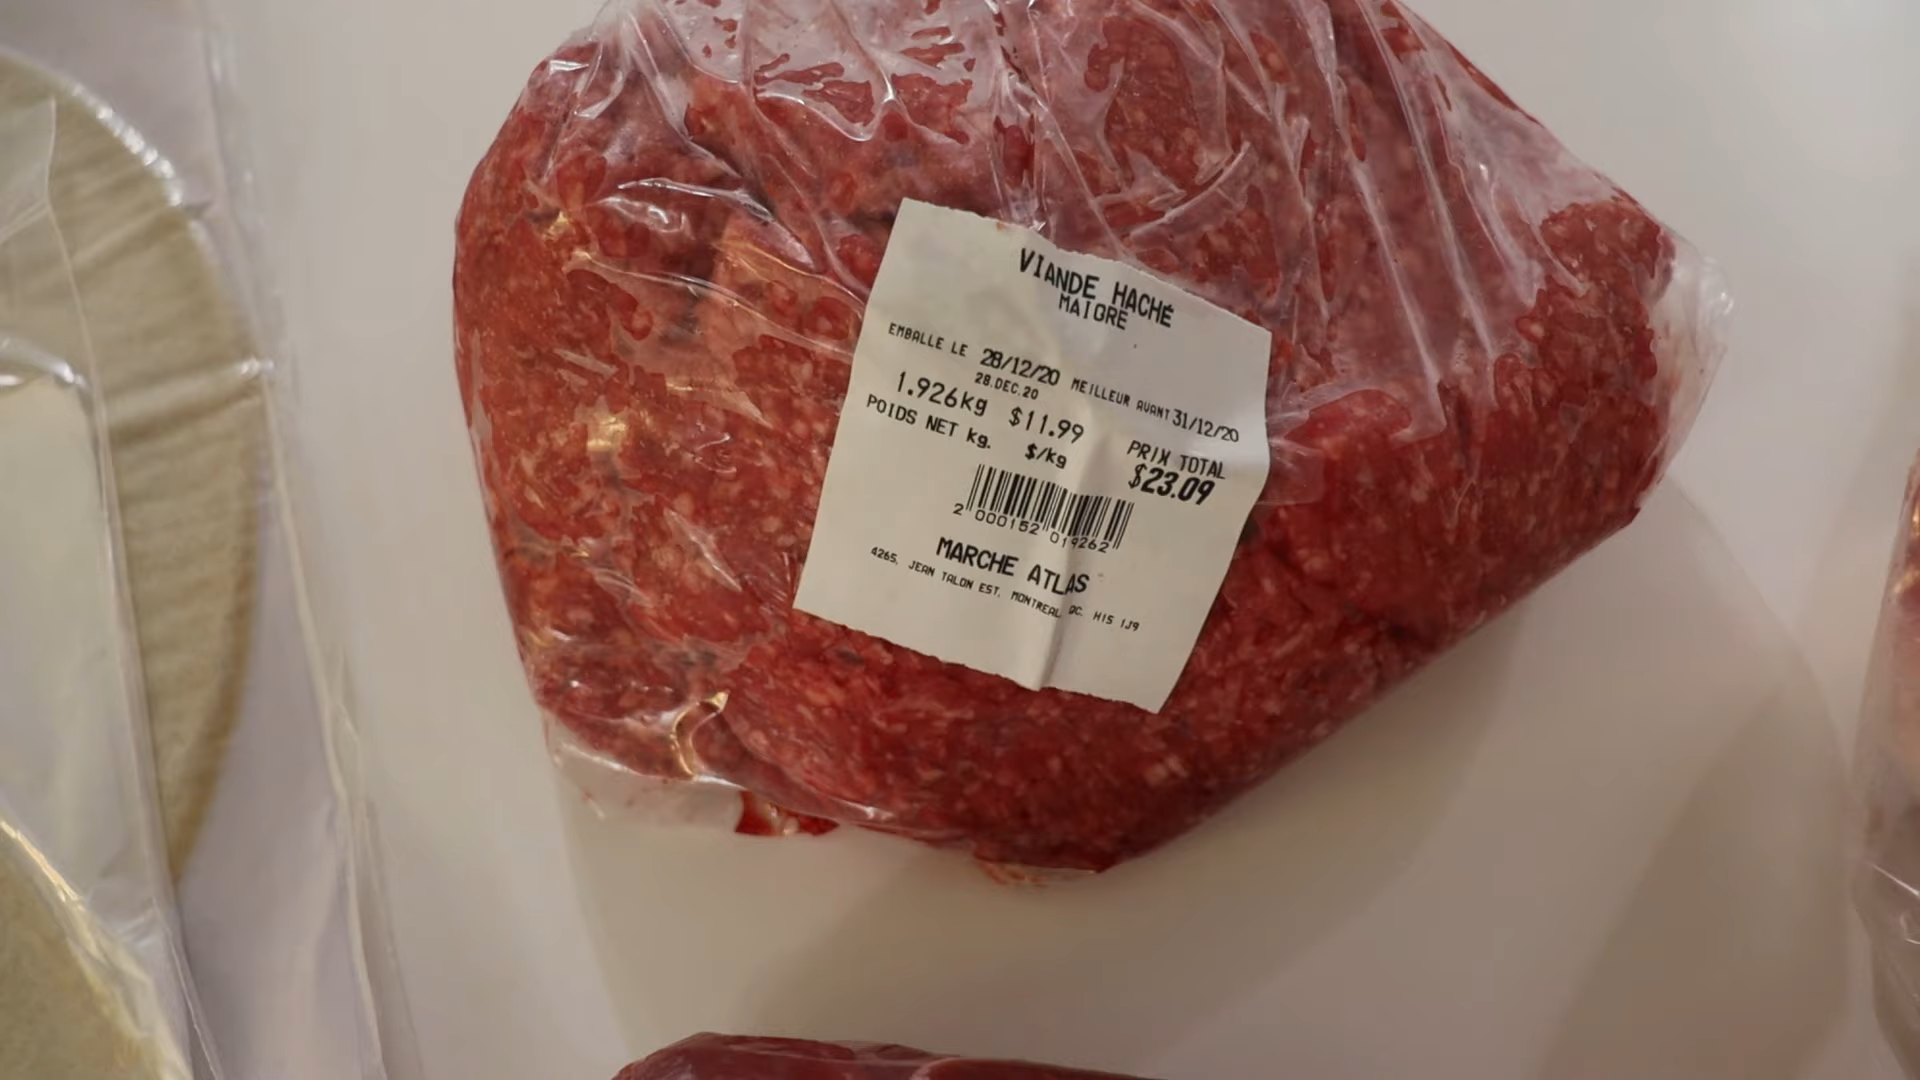 VIANDE HACHÉ
MAIGRE
EMBALLE LE 28/12/20 MEILLEUR AVANT 31/12/20
28.DEC.20
1.926kg $11.99 PRIX TOTAL
POIDS NET kg. $/kg $23.09
2 000152 019262
MARCHE ATLAS
4265, JEAN TALON EST. MONTREAL QC. H1S 1J9